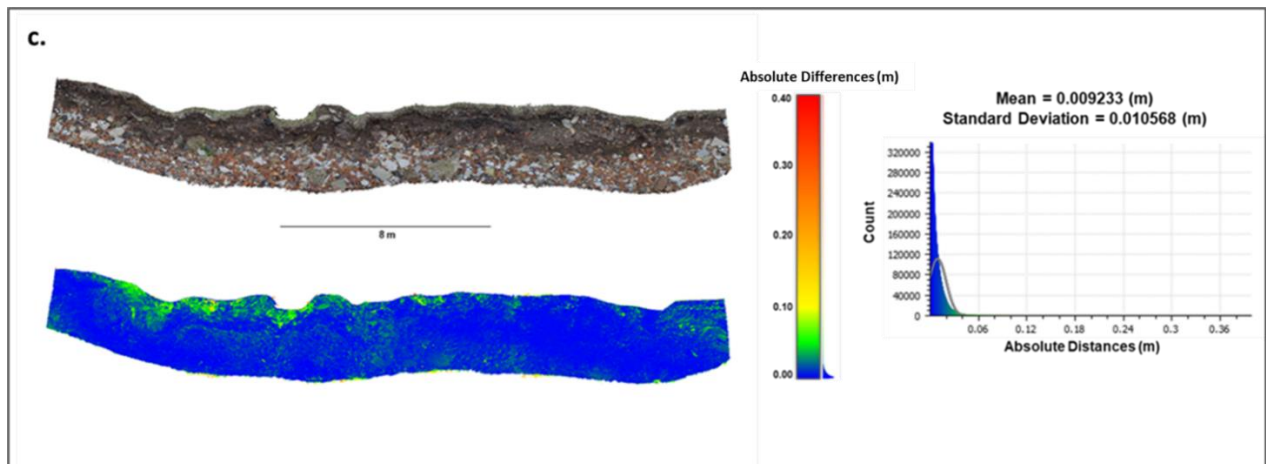 c.
8 m
Absolute Differences (m)
0.40
0.30
0.20
0.10
0.00
Mean = 0.009233 (m)
Standard Deviation = 0.010568 (m)
Count
320000
280000
240000
200000
160000
120000
80000
40000
0
0.06 0.12 0.18 0.24 0.3 0.36
Absolute Distances (m)